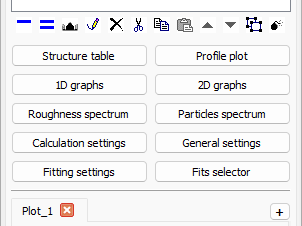 Structure table Profile plot
1D graphs 2D graphs
Roughness spectrum Particles spectrum
Calculation settings General settings
Fitting settings Fits selector
Plot_1 +